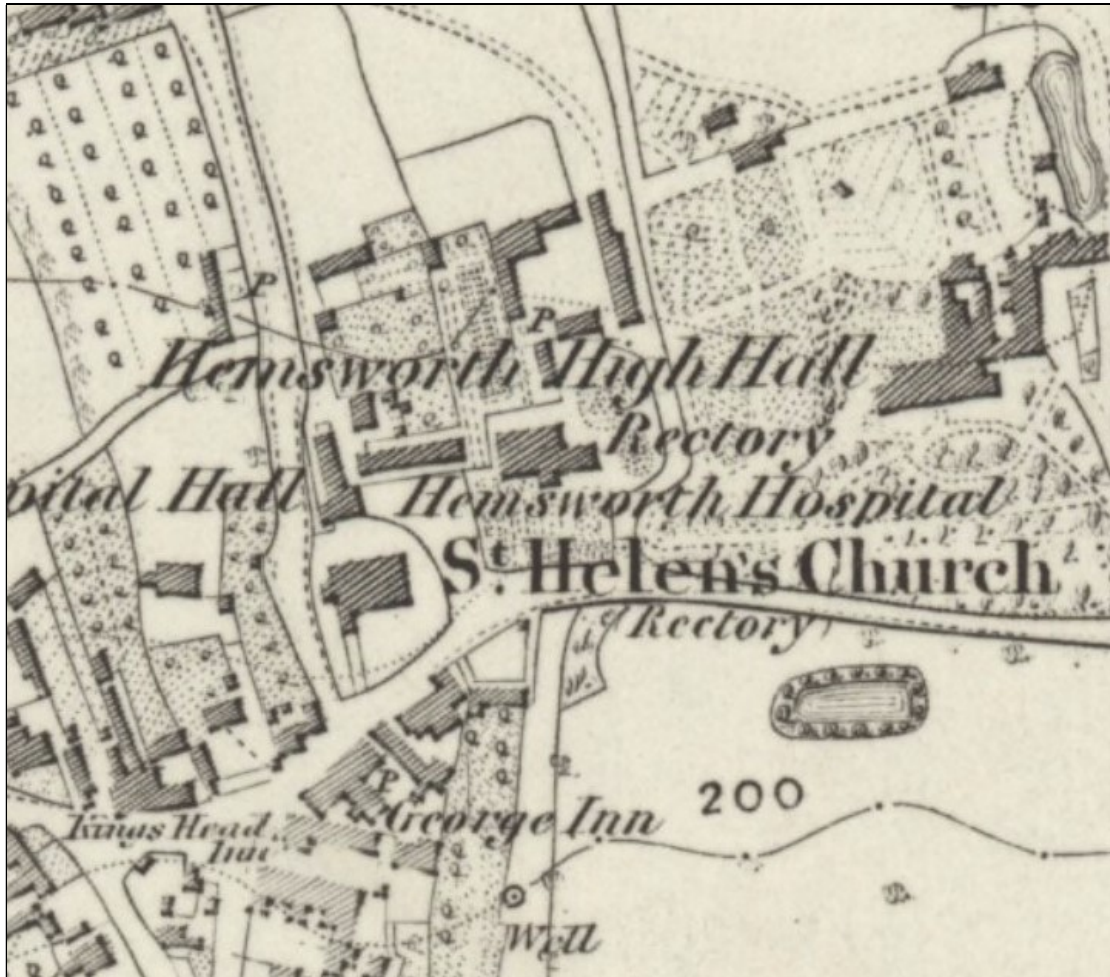 P
P
Hemsworth High Hall
Rectory
pital Hall
Hemsworth Hospital
St. Helen's Church
(Rectory)
P
200
George Inn
Kings Head
Inn
Well